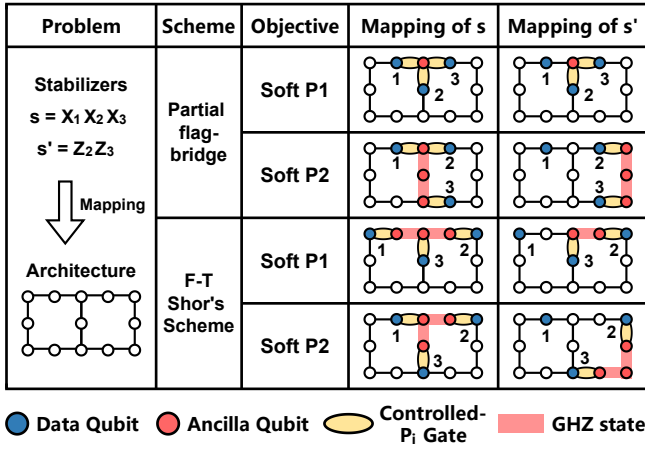 Problem Scheme Objective Mapping of s Mapping of s'
Stabilizers
s = X₁ X₂ X₃
s' = Z₂ Z₃
Mapping
Architecture
Partial
flag-
bridge
Soft P1
1 3
2
1 3
2
Soft P2
1 2
3
2
3
F-T
Shor's
Scheme
Soft P1
1 2
3
1 2
3
Soft P2
1 2
3
2
3
Data Qubit Ancilla Qubit Controlled-
Pᵢ Gate GHZ state